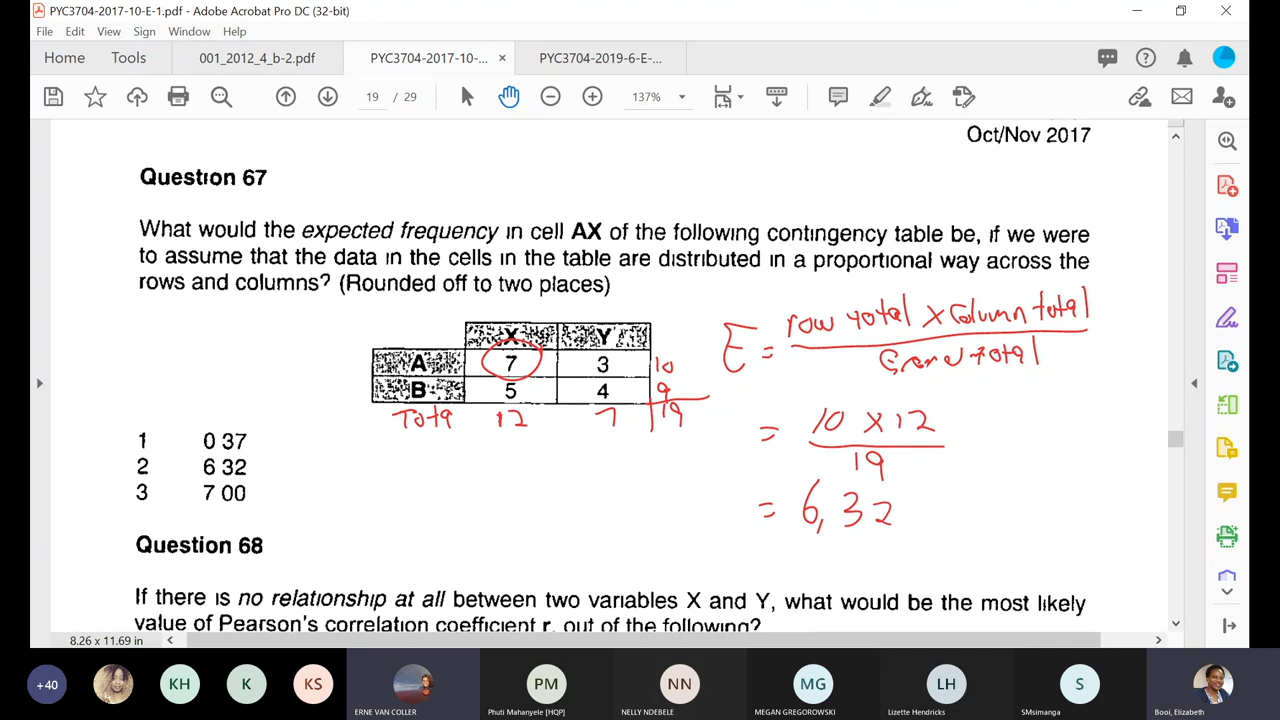 PYC3704-2017-10-E-1.pdf - Adobe Acrobat Pro DC (32-bit)
File Edit View Sign Window Help
Home Tools 001_2012_4_b-2.pdf PYC3704-2017-10-... × PYC3704-2019-6-E-...
19 / 29 137%
Oct/Nov 2017
Question 67
What would the expected frequency in cell AX of the following contingency table be, if we were
to assume that the data in the cells in the table are distributed in a proportional way across the
rows and columns? (Rounded off to two places)
X Y
A 7 3 10
B 5 4 9
Total 12 7 19
E = row total × column total
Grand total
= 10 × 12
19
= 6,32
1 0 37
2 6 32
3 7 00
Question 68
If there is no relationship at all between two variables X and Y, what would be the most likely
value of Pearson's correlation coefficient r, out of the following?
8.26 x 11.69 in
+40 KH K KS ERNE VAN COLLER PM Phuti Mahanyele [HQP] NN NELLY NDEBELE MG MEGAN GREGOROWSKI LH Lizette Hendricks S SMsimanga Booi, Elizabeth